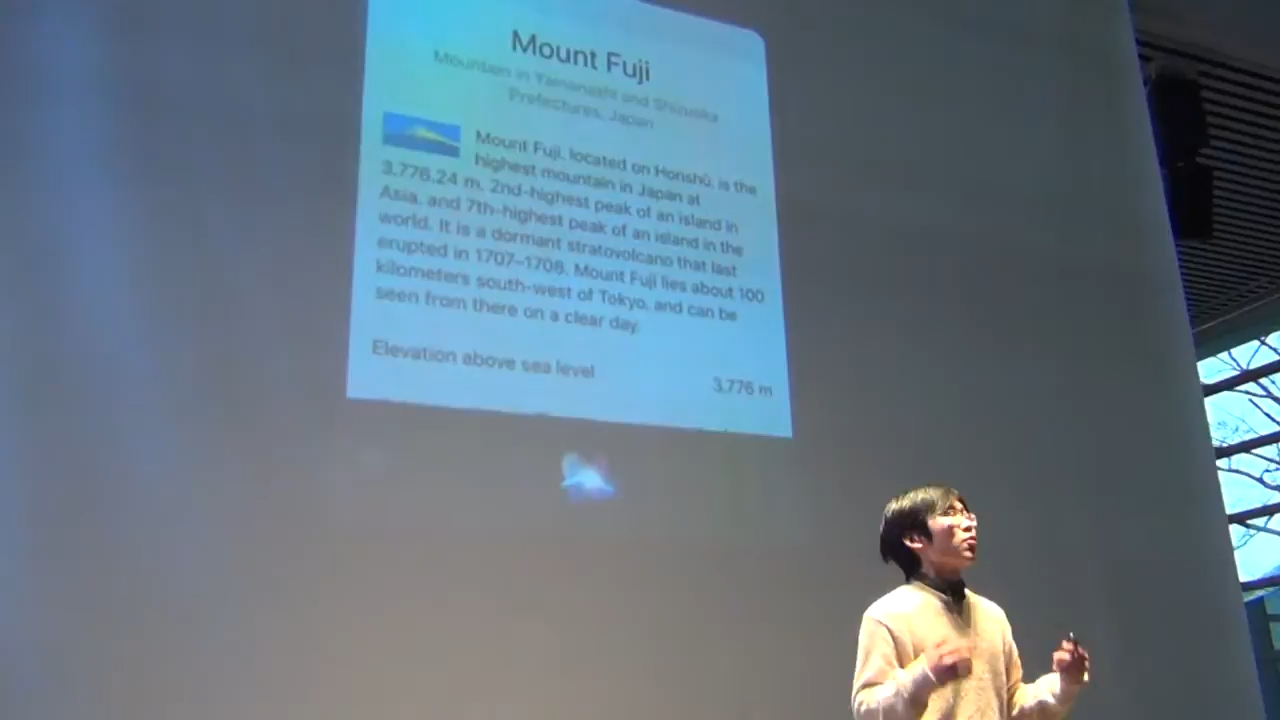 Mount Fuji
Mountain in Yamanashi and Shizuoka
Prefectures, Japan
Mount Fuji, located on Honshū, is the
highest mountain in Japan at
3,776.24 m, 2nd-highest peak of an island in
Asia, and 7th-highest peak of an island in the
world. It is a dormant stratovolcano that last
erupted in 1707–1708. Mount Fuji lies about 100
kilometers south-west of Tokyo, and can be
seen from there on a clear day.
Elevation above sea level
3,776 m